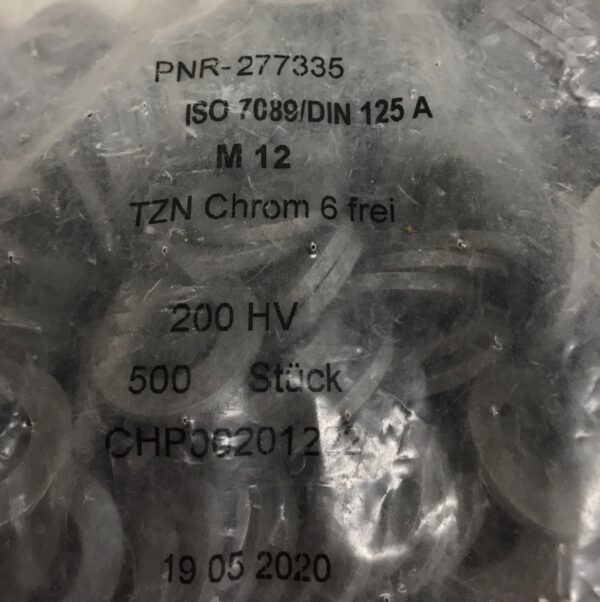 PNR-277335
ISO 7089/DIN 125 A
M 12
TZN Chrom 6 frei
200 HV
500 Stück
19 05 2020